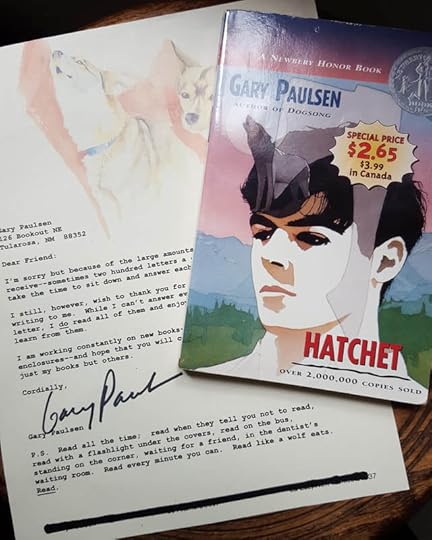 A NEWBERY HONOR BOOK
GARY PAULSEN
AUTHOR OF DOGSONG
SPECIAL PRICE
$2.65
$3.99
in Canada
HATCHET
OVER 2,000,000 COPIES SOLD
Gary Paulsen
126 Bookout NE
Tularosa, NM 88352
Dear Friend:
I'm sorry but because of the large amounts
receive--sometimes two hundred letters a
take the time to sit down and answer each
I still, however, wish to thank you for
writing to me. While I can't answer
letter, I do read all of them and enjoy
learn from them.
I am working constantly on new books
enclosures--and hope that you will
just my books but others.
Cordially,
Gary Paulsen
Gary Paulsen
P.S. Read all the time; read when they tell you not to read,
read with a flashlight under the covers, read on the bus,
standing on the corner, waiting for a friend, in the dentist's
waiting room. Read every minute you can. Read like a wolf eats.
Read.
37